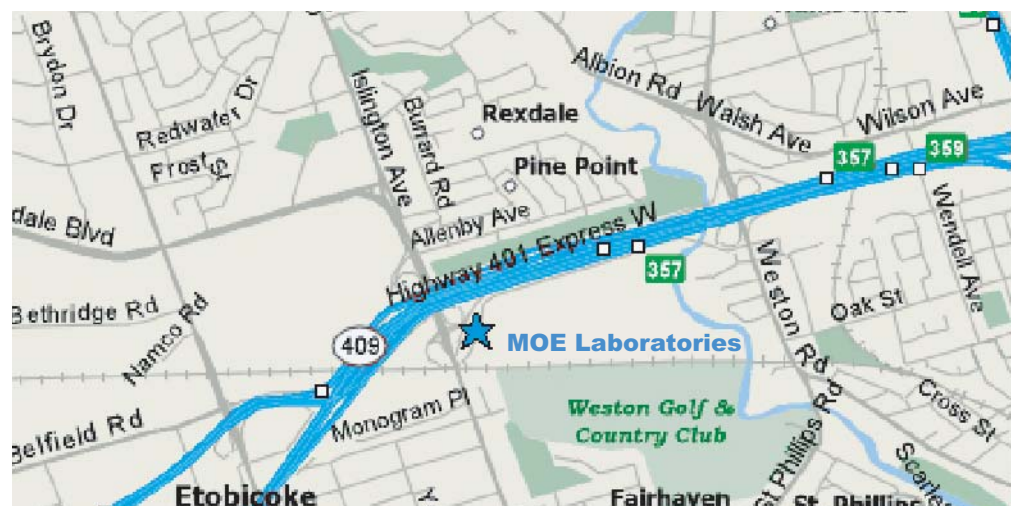 Brydon Dr
Redwater Dr
Frost St
Islington Ave
Burrard Rd
Rexdale
Pine Point
Albion Rd
Walsh Ave
Wilson Ave
357
359
dale Blvd
Allenby Ave
Highway 401 Express W
357
Weston Rd
Wendell Ave
Oak St
Bethridge Rd
Namco Rd
409
MOE Laboratories
Monogram Pl
Weston Golf &
Country Club
Cross St
Belfield Rd
St Phillips Rd
Scarle
Etobicoke
Fairhaven
St. Phillips